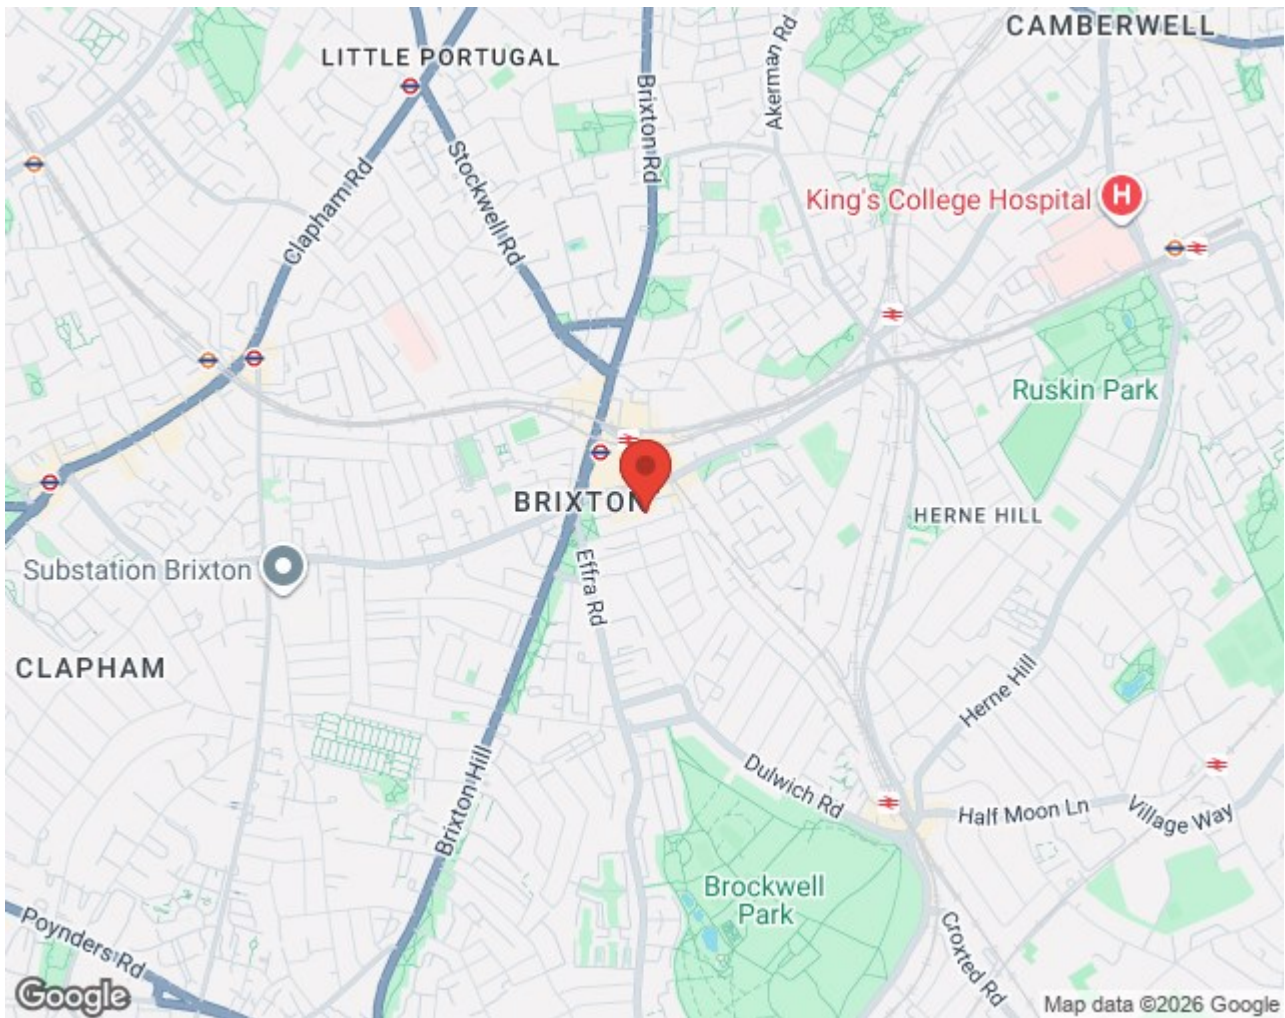 CAMBERWELL
LITTLE PORTUGAL
Akerman Rd
Brixton Rd
Stockwell Rd
Clapham Rd
King's College Hospital
H
Ruskin Park
BRIXTON
HERNE HILL
Substation Brixton
Effra Rd
CLAPHAM
Herne Hill
Brixton Hill
Dulwich Rd
Half Moon Ln
Village Way
Brockwell
Park
Poynders Rd
Croxted Rd
Google
Map data ©2026 Google